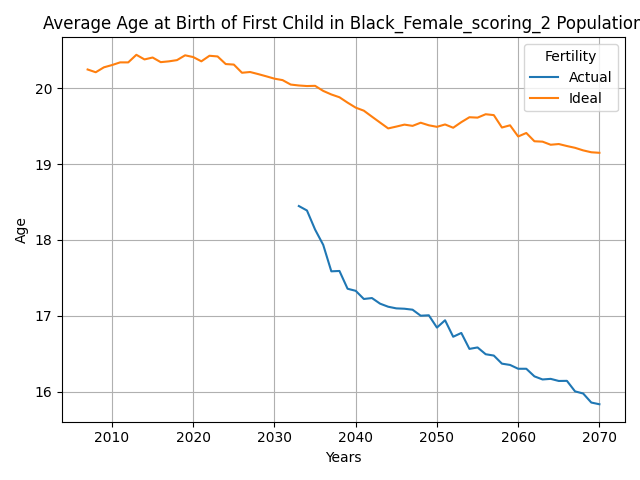 Average Age at Birth of First Child in Black_Female_scoring_2 Population
Fertility
Actual
Ideal
Age
20
19
18
17
16
2010
2020
2030
2040
2050
2060
2070
Years